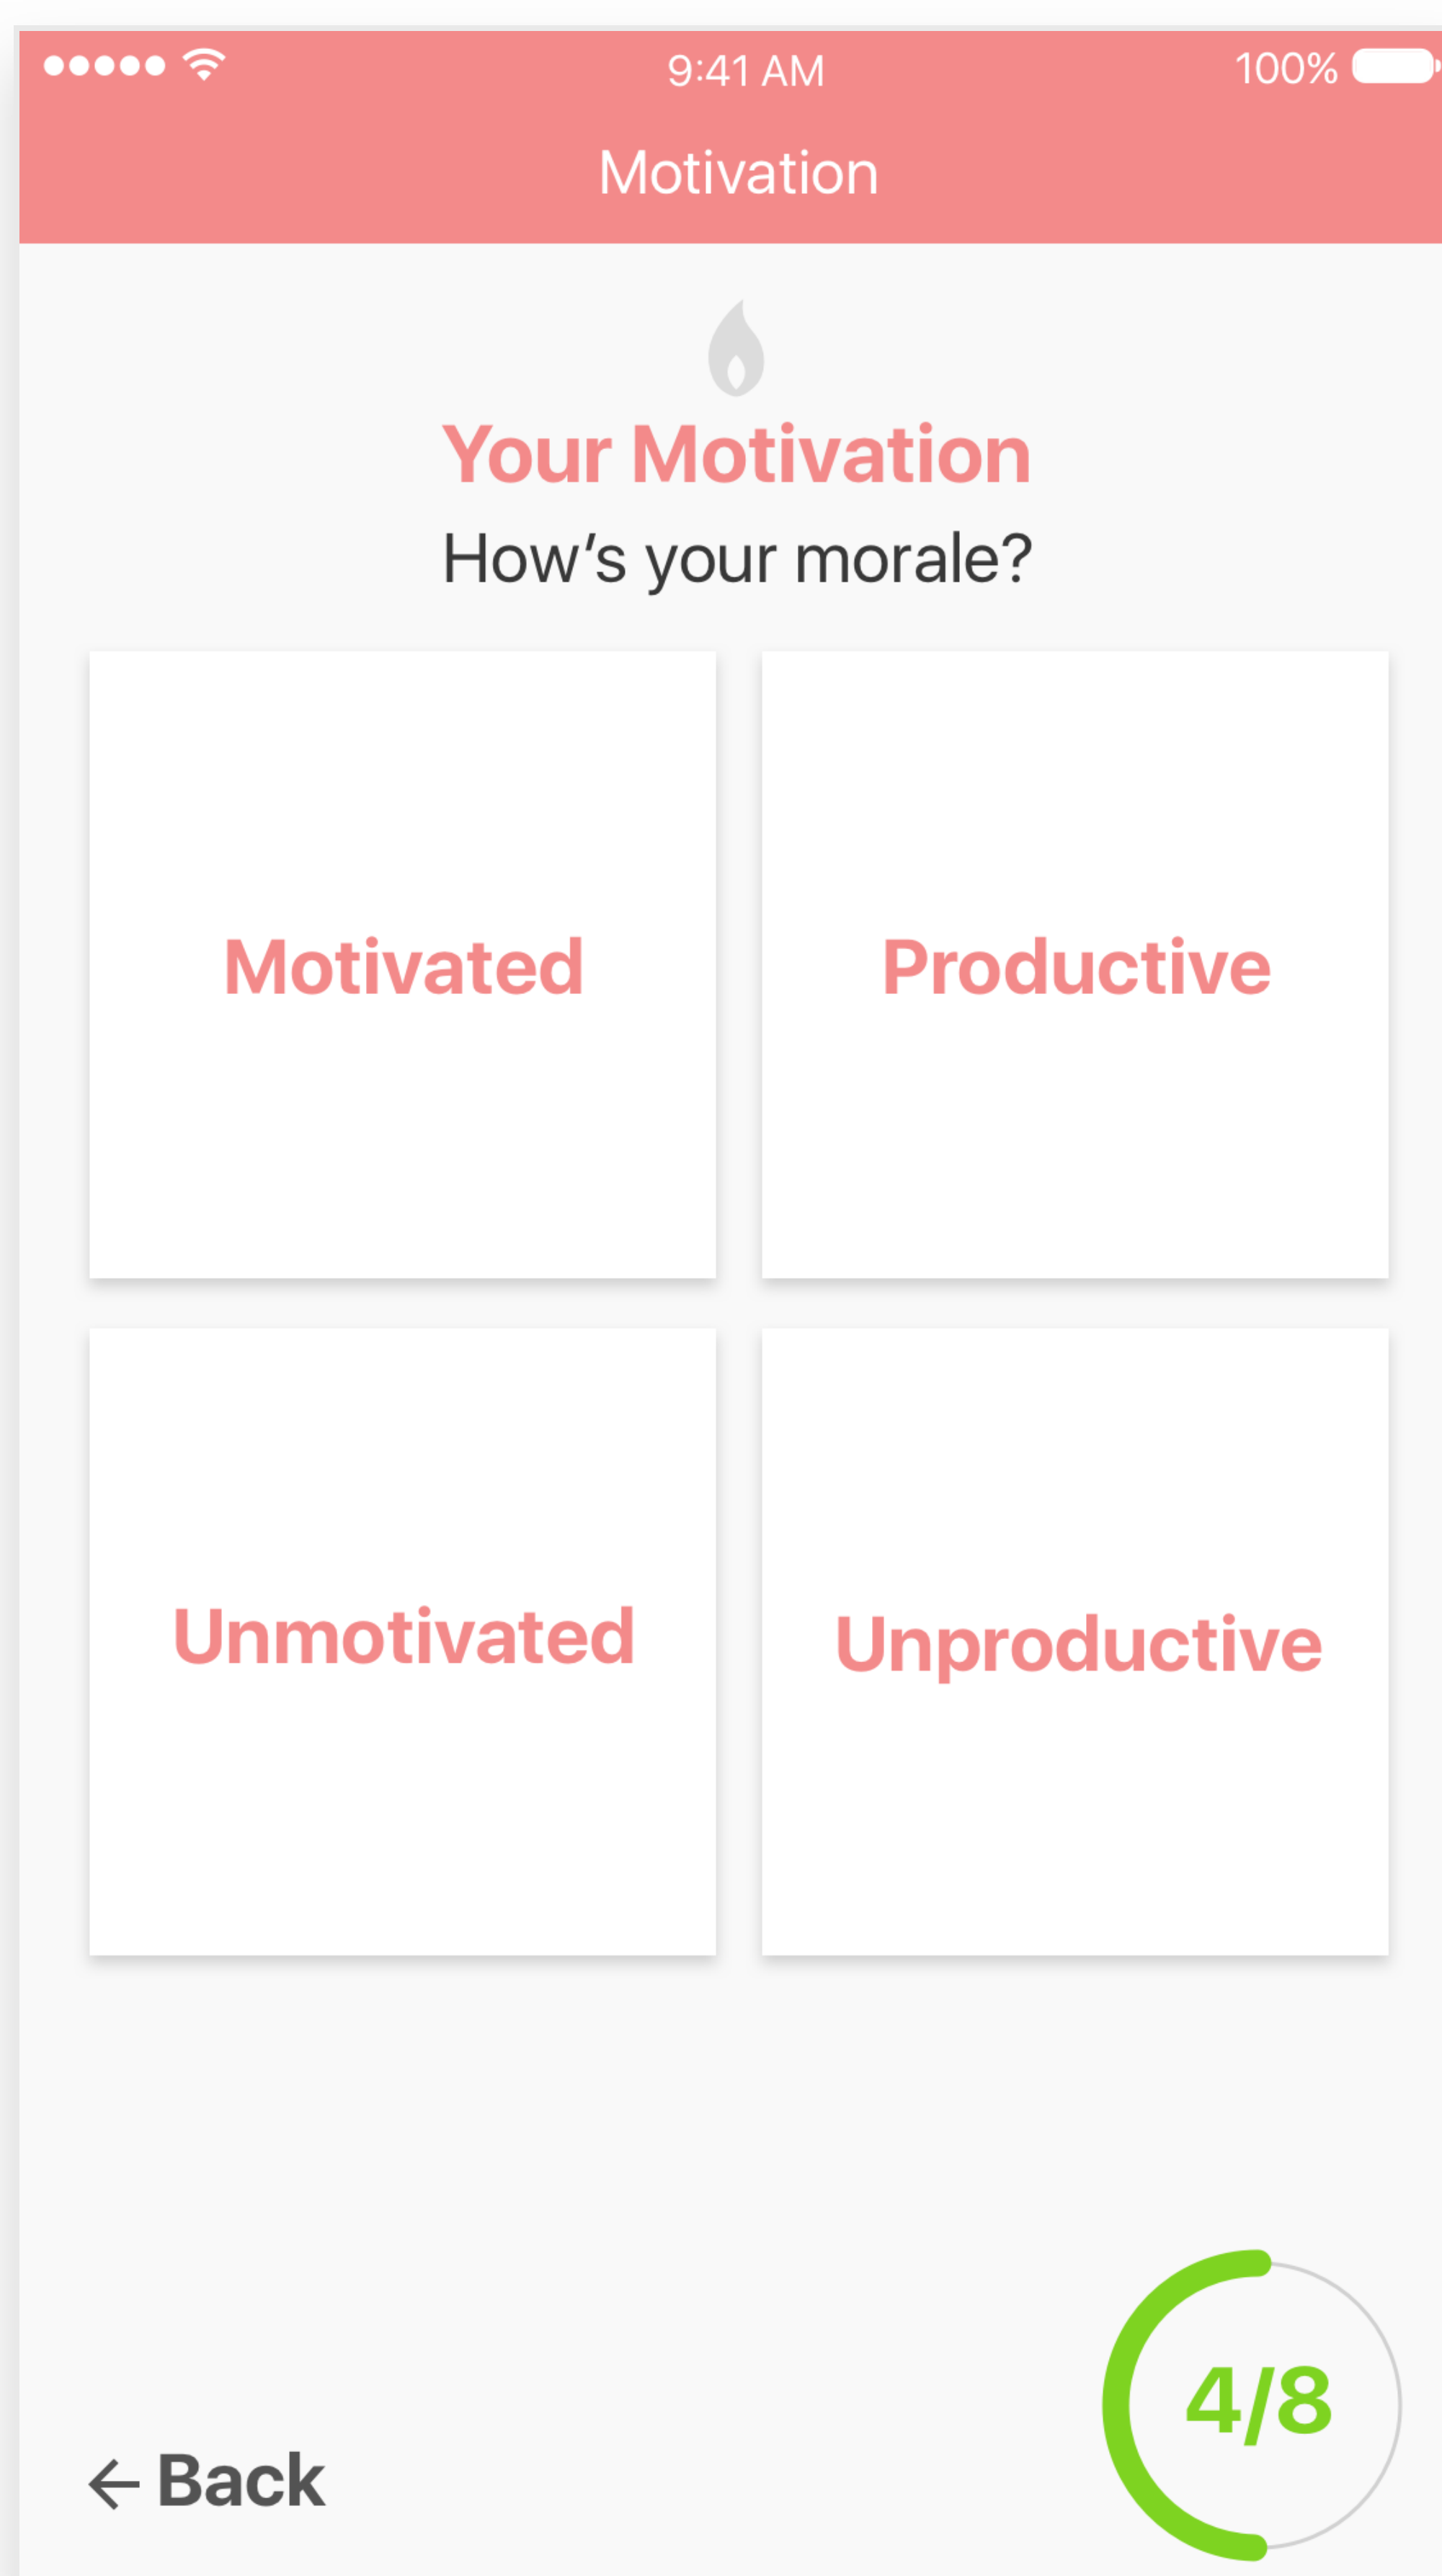 9:41 AM 100%
Motivation
Your Motivation
How’s your morale?
Motivated Productive
Unmotivated Unproductive
4/8
Back